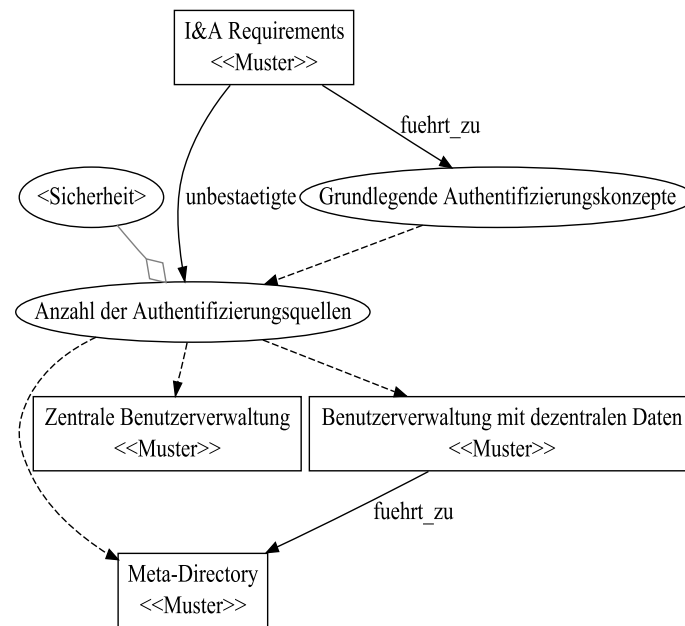 I&A Requirements
<<Muster>>
fuehrt_zu
<Sicherheit>
unbestaetigte
Grundlegende Authentifizierungskonzepte
Anzahl der Authentifizierungsquellen
Zentrale Benutzerverwaltung
<<Muster>>
Benutzerverwaltung mit dezentralen Daten
<<Muster>>
fuehrt_zu
Meta-Directory
<<Muster>>